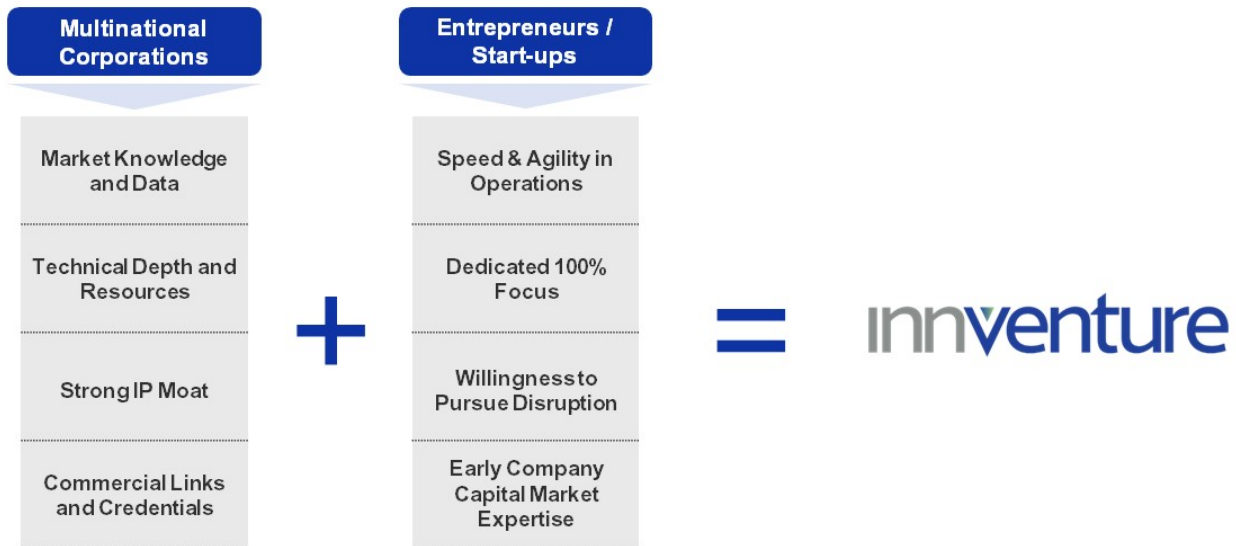 Multinational
Corporations
Market Knowledge
and Data
Technical Depth and
Resources
Strong IP Moat
Commercial Links
and Credentials
+
Entrepreneurs /
Start-ups
Speed & Agility in
Operations
Dedicated 100%
Focus
Willingness to
Pursue Disruption
Early Company
Capital Market
Expertise
=
innventure